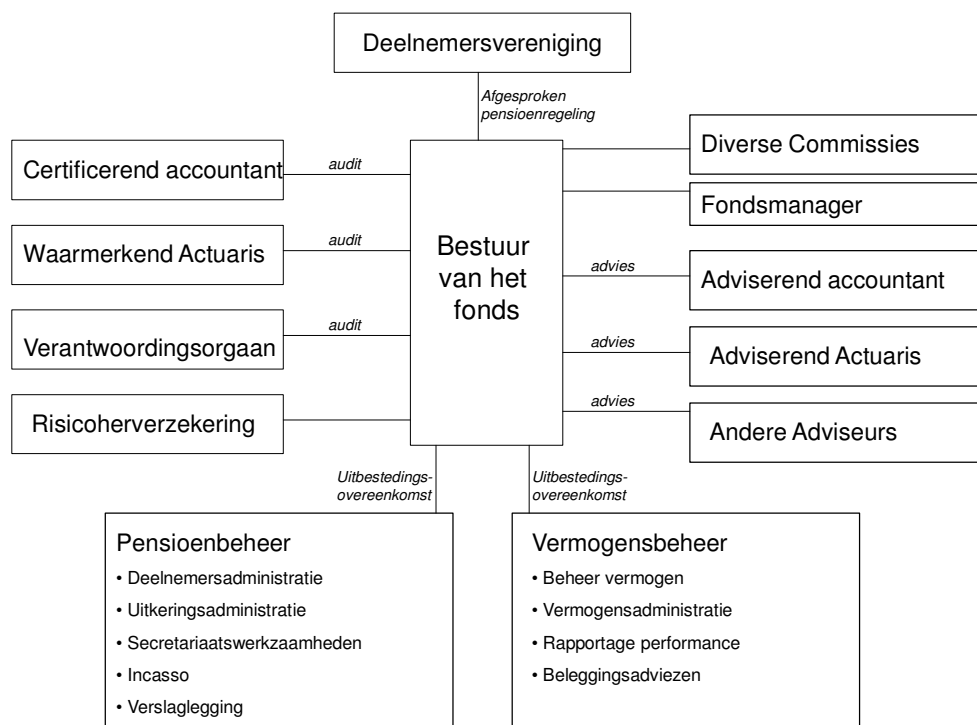 Deelnemersvereniging
Afgesproken
pensioenregeling
Certificerend accountant
audit
Waarmerkend Actuaris
audit
Verantwoordingsorgaan
audit
Risicoherverzekering
Bestuur
van het
fonds
Diverse Commissies
Fondsmanager
advies
Adviserend accountant
advies
Adviserend Actuaris
advies
Andere Adviseurs
Uitbestedings-
overeenkomst
Uitbestedings-
overeenkomst
Pensioenbeheer
• Deelnemersadministratie
• Uitkeringsadministratie
• Secretariaatswerkzaamheden
• Incasso
• Verslaglegging
Vermogensbeheer
• Beheer vermogen
• Vermogensadministratie
• Rapportage performance
• Beleggingsadviezen